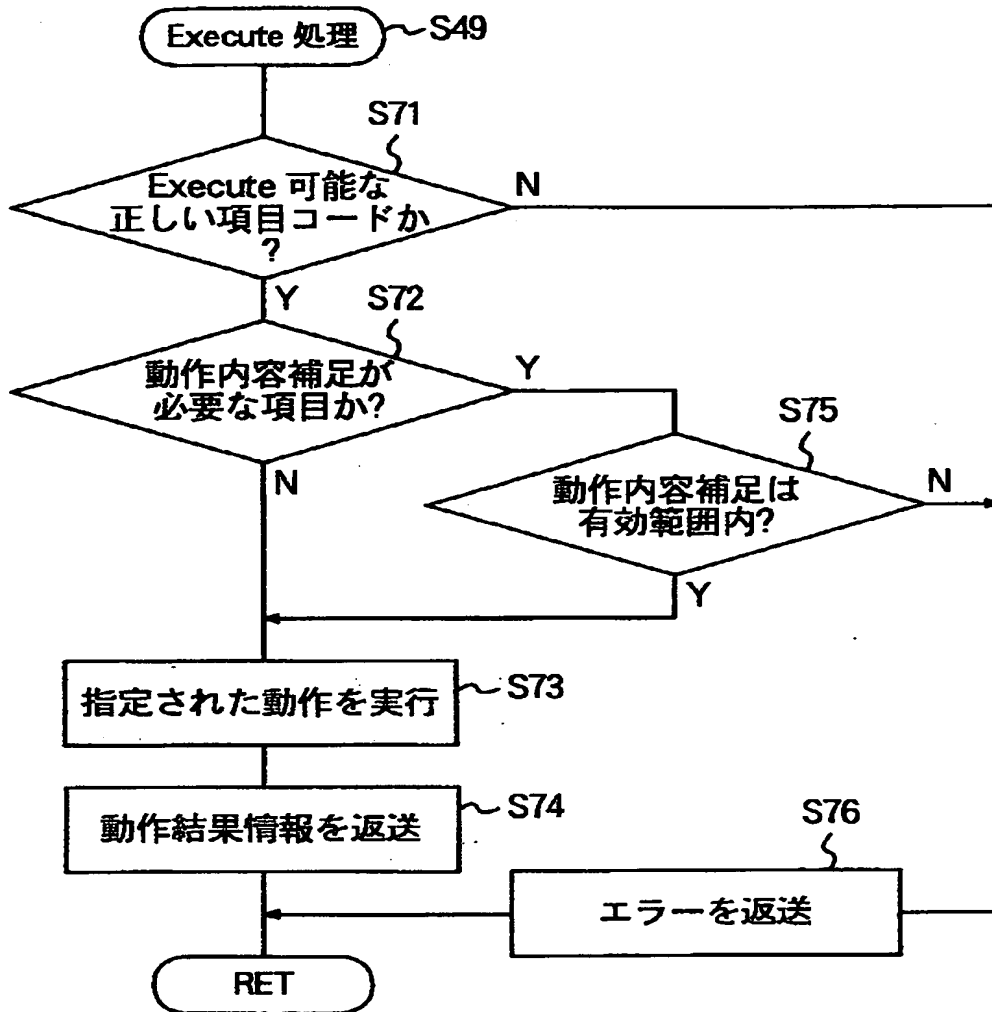 Execute 処理
S49
S71
Execute 可能な
正しい項目コードか
?
N
Y
S72
動作内容補足が
必要な項目か?
Y
N
S75
動作内容補足は
有効範囲内?
N
Y
指定された動作を実行
S73
動作結果情報を返送
S74
S76
エラーを返送
RET